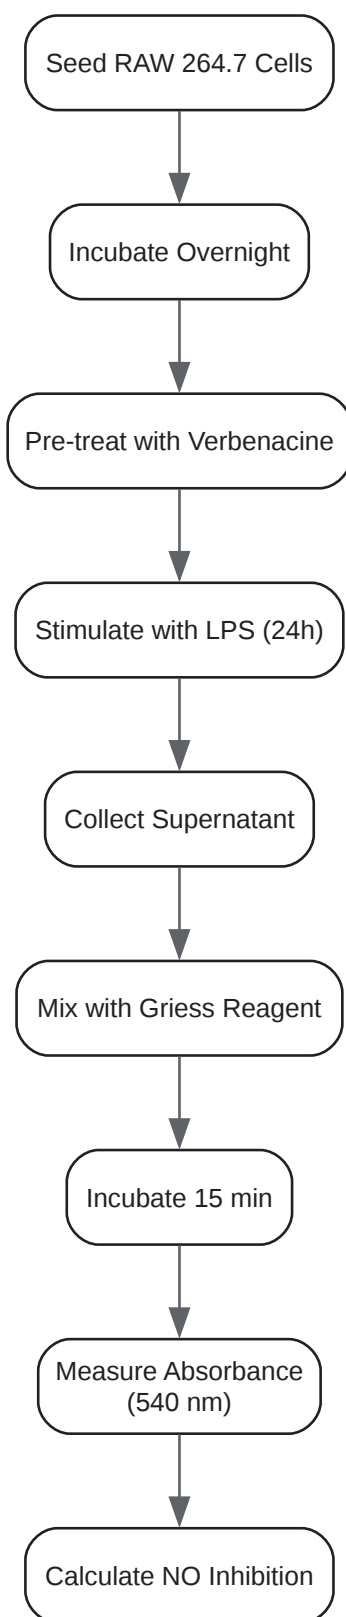 Seed RAW 264.7 Cells
Incubate Overnight
Pre-treat with Verbenacine
Stimulate with LPS (24h)
Collect Supernatant
Mix with Griess Reagent
Incubate 15 min
Measure Absorbance
(540 nm)
Calculate NO Inhibition